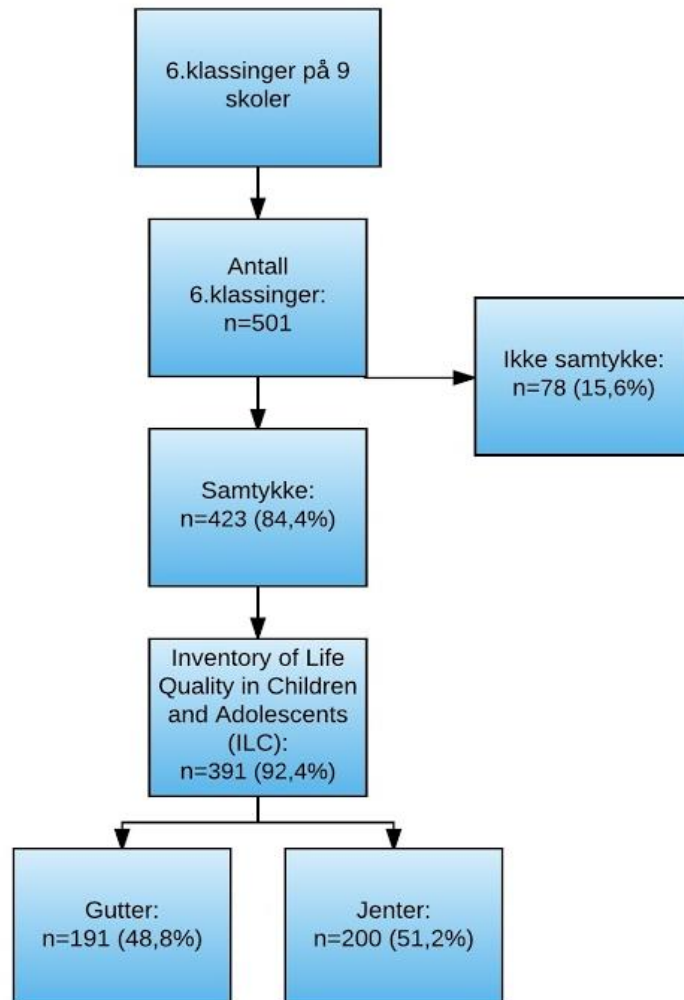 6.klassinger på 9
skoler
Antall
6.klassinger:
n=501
Ikke samtykke:
n=78 (15,6%)
Samtykke:
n=423 (84,4%)
Inventory of Life
Quality in Children
and Adolescents
(ILC):
n=391 (92,4%)
Gutter:
n=191 (48,8%)
Jenter:
n=200 (51,2%)